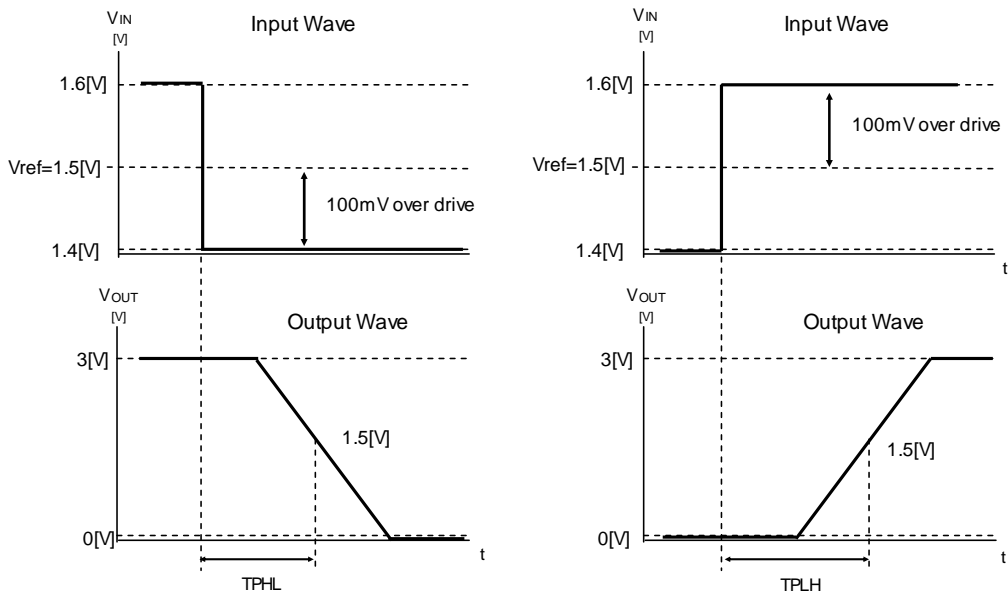 VIN
[V]
Input Wave
1.6[V]
Vref=1.5[V]
100mV over drive
1.4[V]
VOUT
[V]
Output Wave
3[V]
1.5[V]
0[V]
t
TPHL
VIN
[V]
Input Wave
1.6[V]
100mV over drive
Vref=1.5[V]
1.4[V]
t
VOUT
[V]
Output Wave
3[V]
1.5[V]
0[V]
t
TPLH